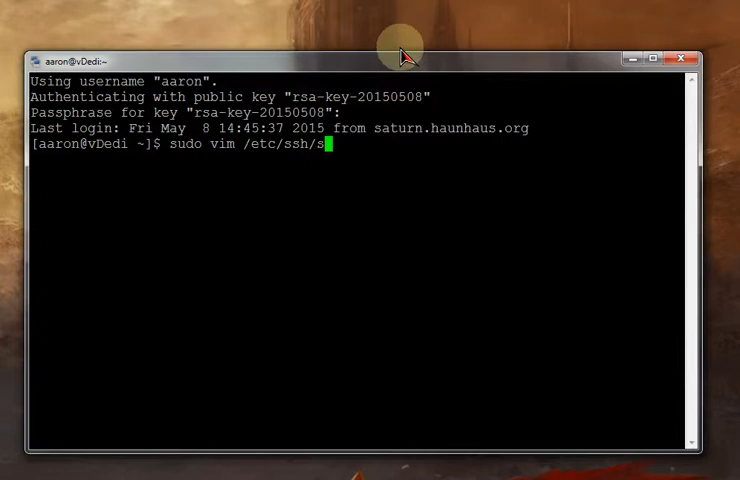 aaron@vDedi:~
Using username "aaron".
Authenticating with public key "rsa-key-20150508"
Passphrase for key "rsa-key-20150508":
Last login: Fri May  8 14:45:37 2015 from saturn.haunhaus.org
[aaron@vDedi ~]$ sudo vim /etc/ssh/s